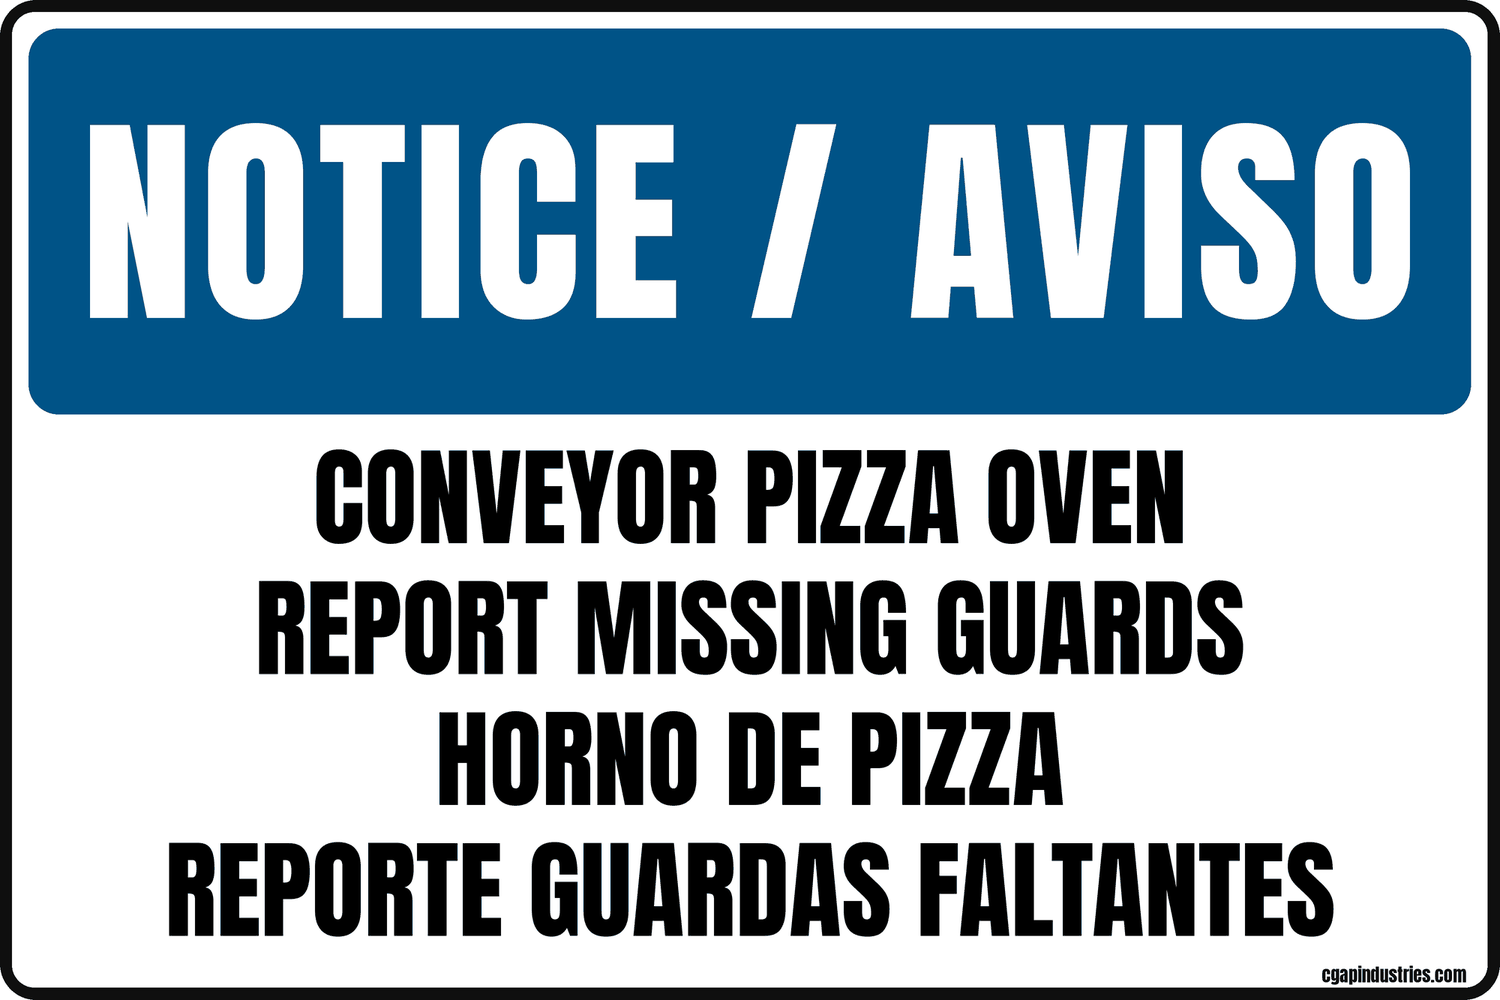 NOTICE / AVISO
CONVEYOR PIZZA OVEN
REPORT MISSING GUARDS
HORNO DE PIZZA
REPORTE GUARDAS FALTANTES
cgapindustries.com